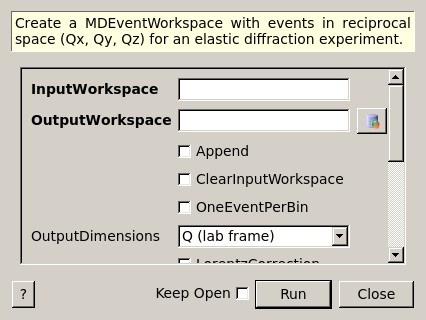 Create a MDEventWorkspace with events in reciprocal
space (Qx, Qy, Qz) for an elastic diffraction experiment.
InputWorkspace
OutputWorkspace
Append
ClearInputWorkspace
OneEventPerBin
OutputDimensions Q (lab frame)
LorentzCorrection
? Keep Open Run Close